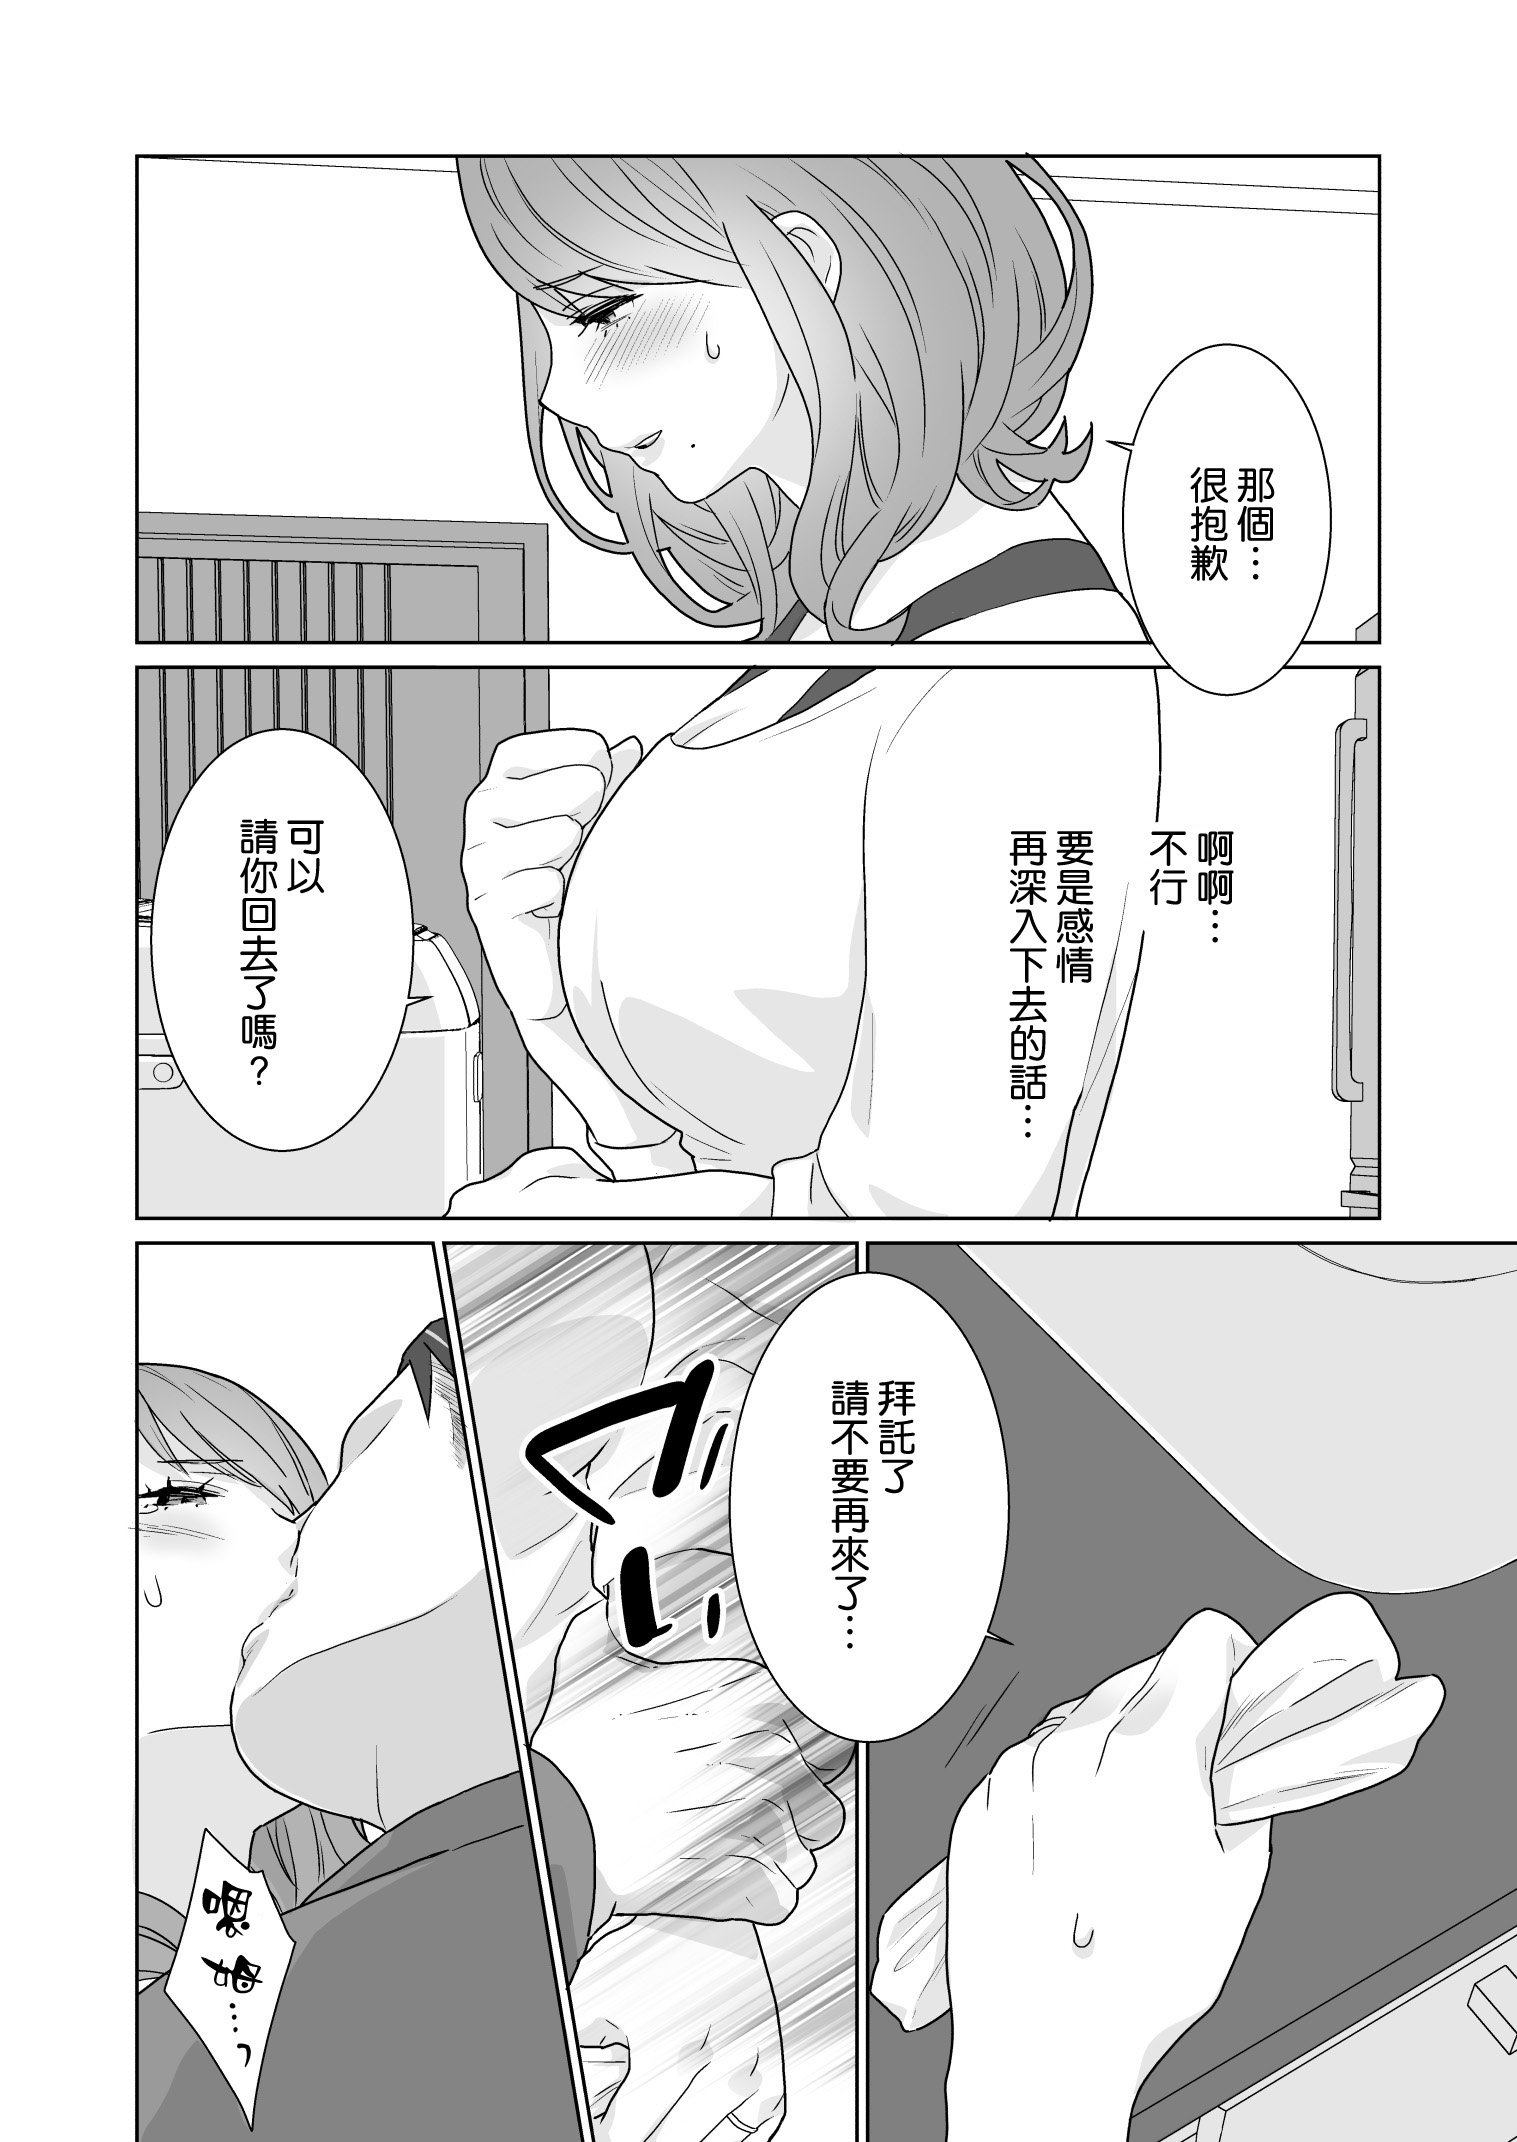 那個…
很抱歉
啊啊…
不行
要是感情
再深入下去的話…
可以
請你回去了嗎？
拜託了
請不要再來了…